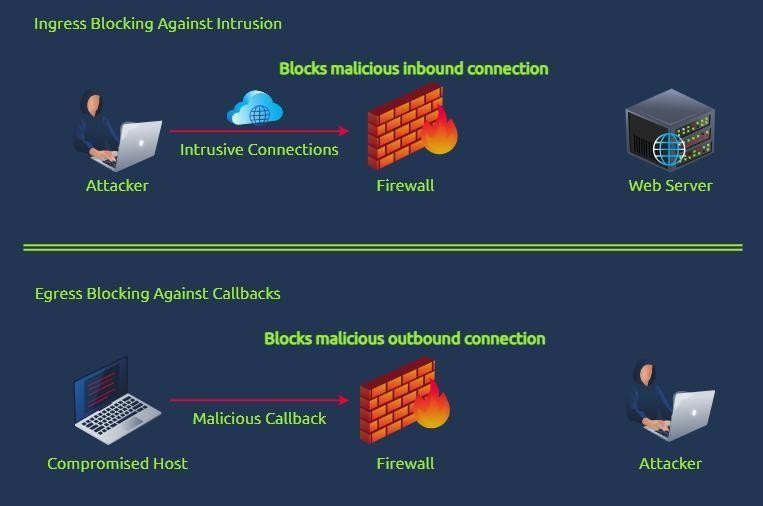 Ingress Blocking Against Intrusion
Blocks malicious inbound connection
Intrusive Connections
Attacker
Firewall
Web Server
Egress Blocking Against Callbacks
Blocks malicious outbound connection
Malicious Callback
Compromised Host
Firewall
Attacker